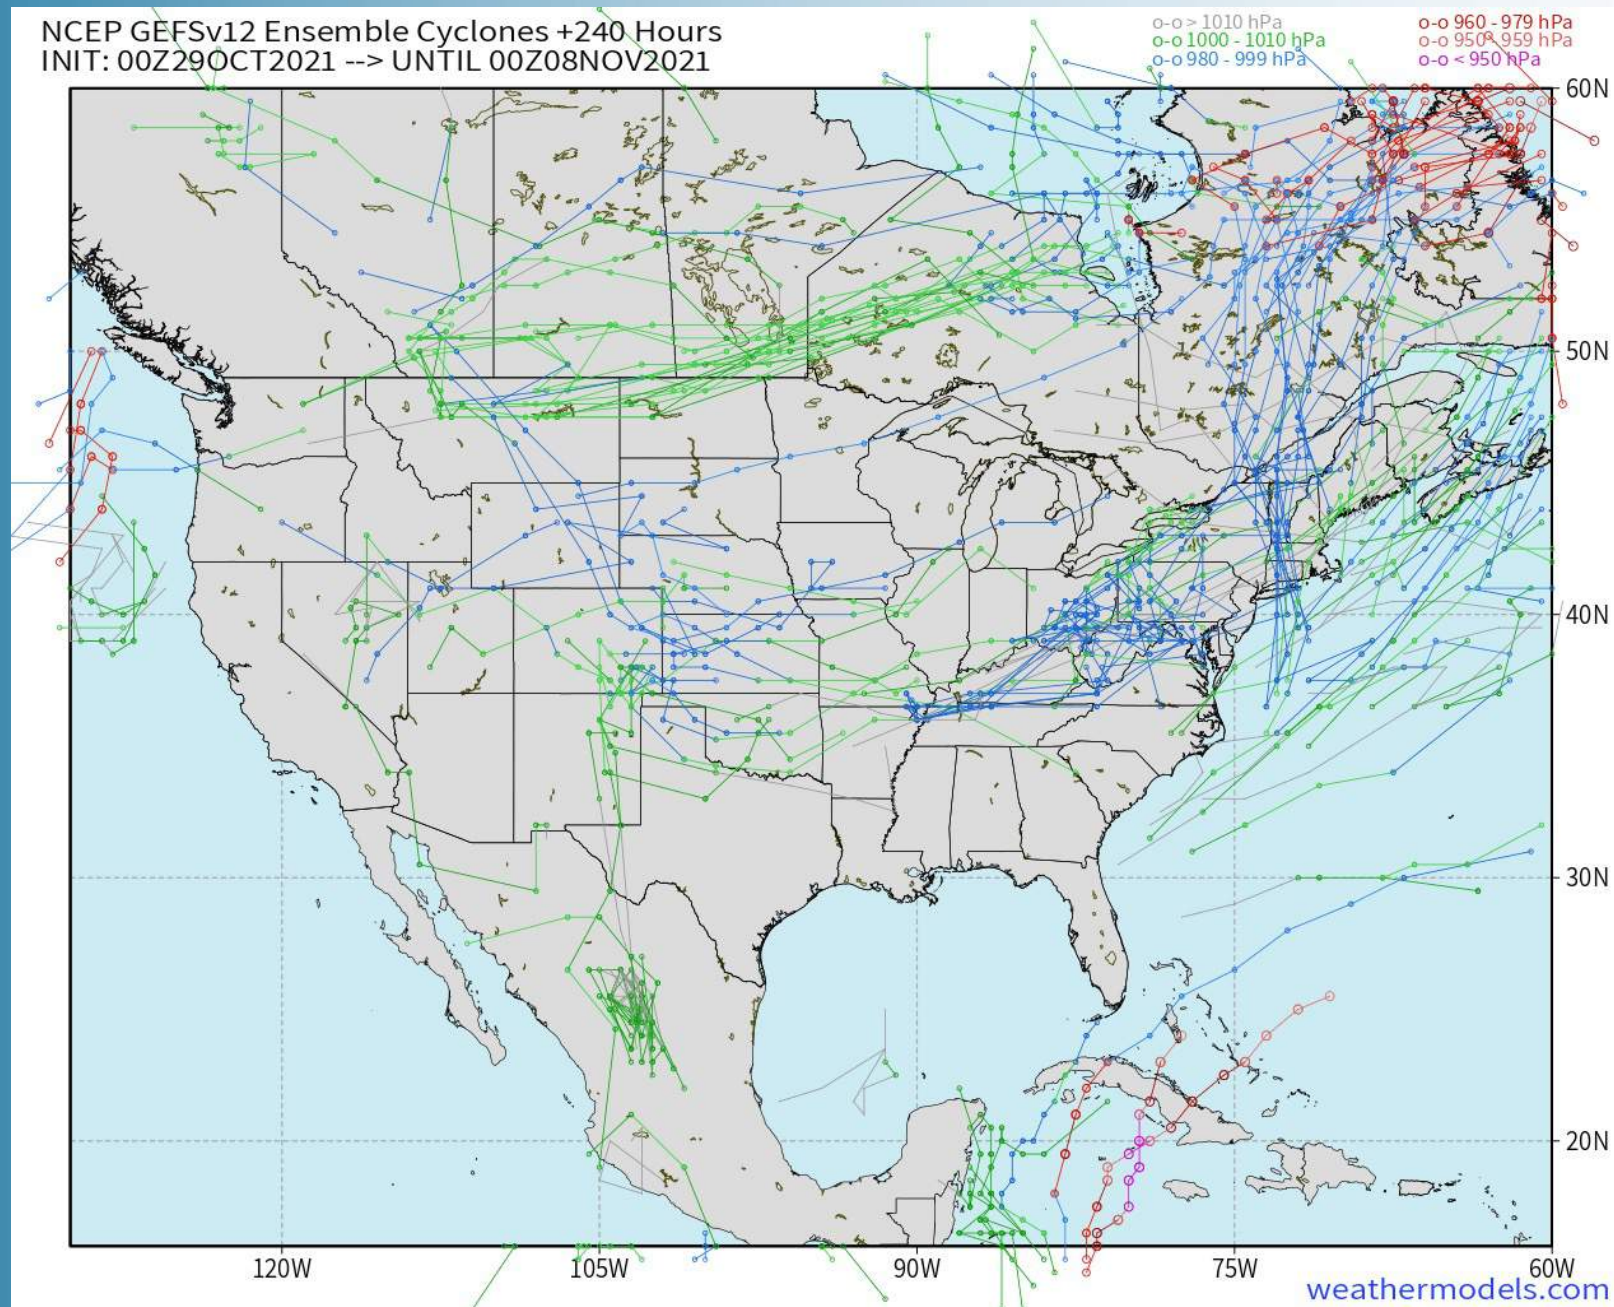 NCEP GEFSv12 Ensemble Cyclones +240 Hours
INIT: 00Z29OCT2021 --> UNTIL 00Z08NOV2021
o-o > 1010 hPa
o-o 1000 - 1010 hPa
o-o 980 - 999 hPa
o-o 960 - 979 hPa
o-o 950 - 959 hPa
o-o < 950 hPa
60N
50N
40N
30N
20N
120W
105W
90W
75W
60W
weathermodels.com